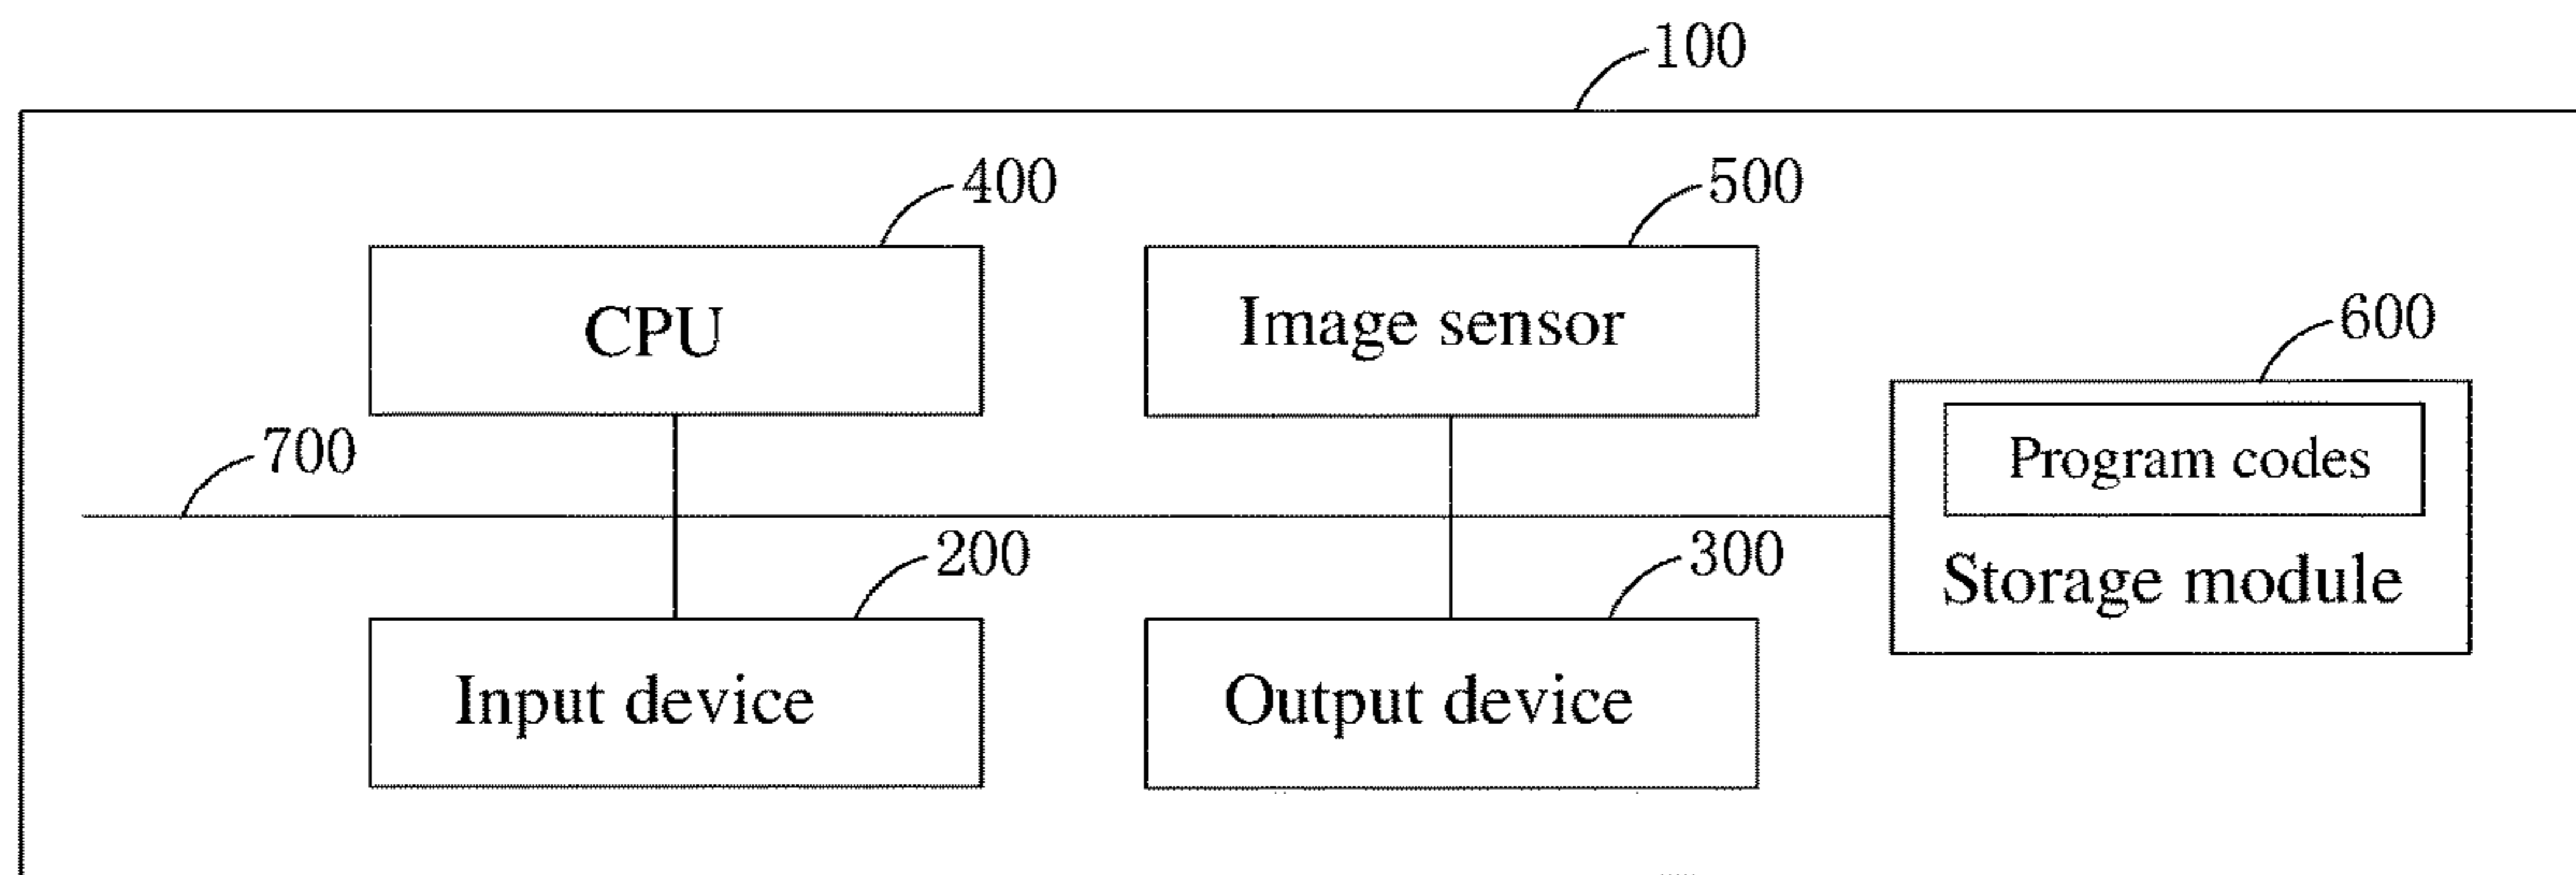 100
400
500
CPU
Image sensor
600
700
Program codes
200
300
Storage module
Input device
Output device